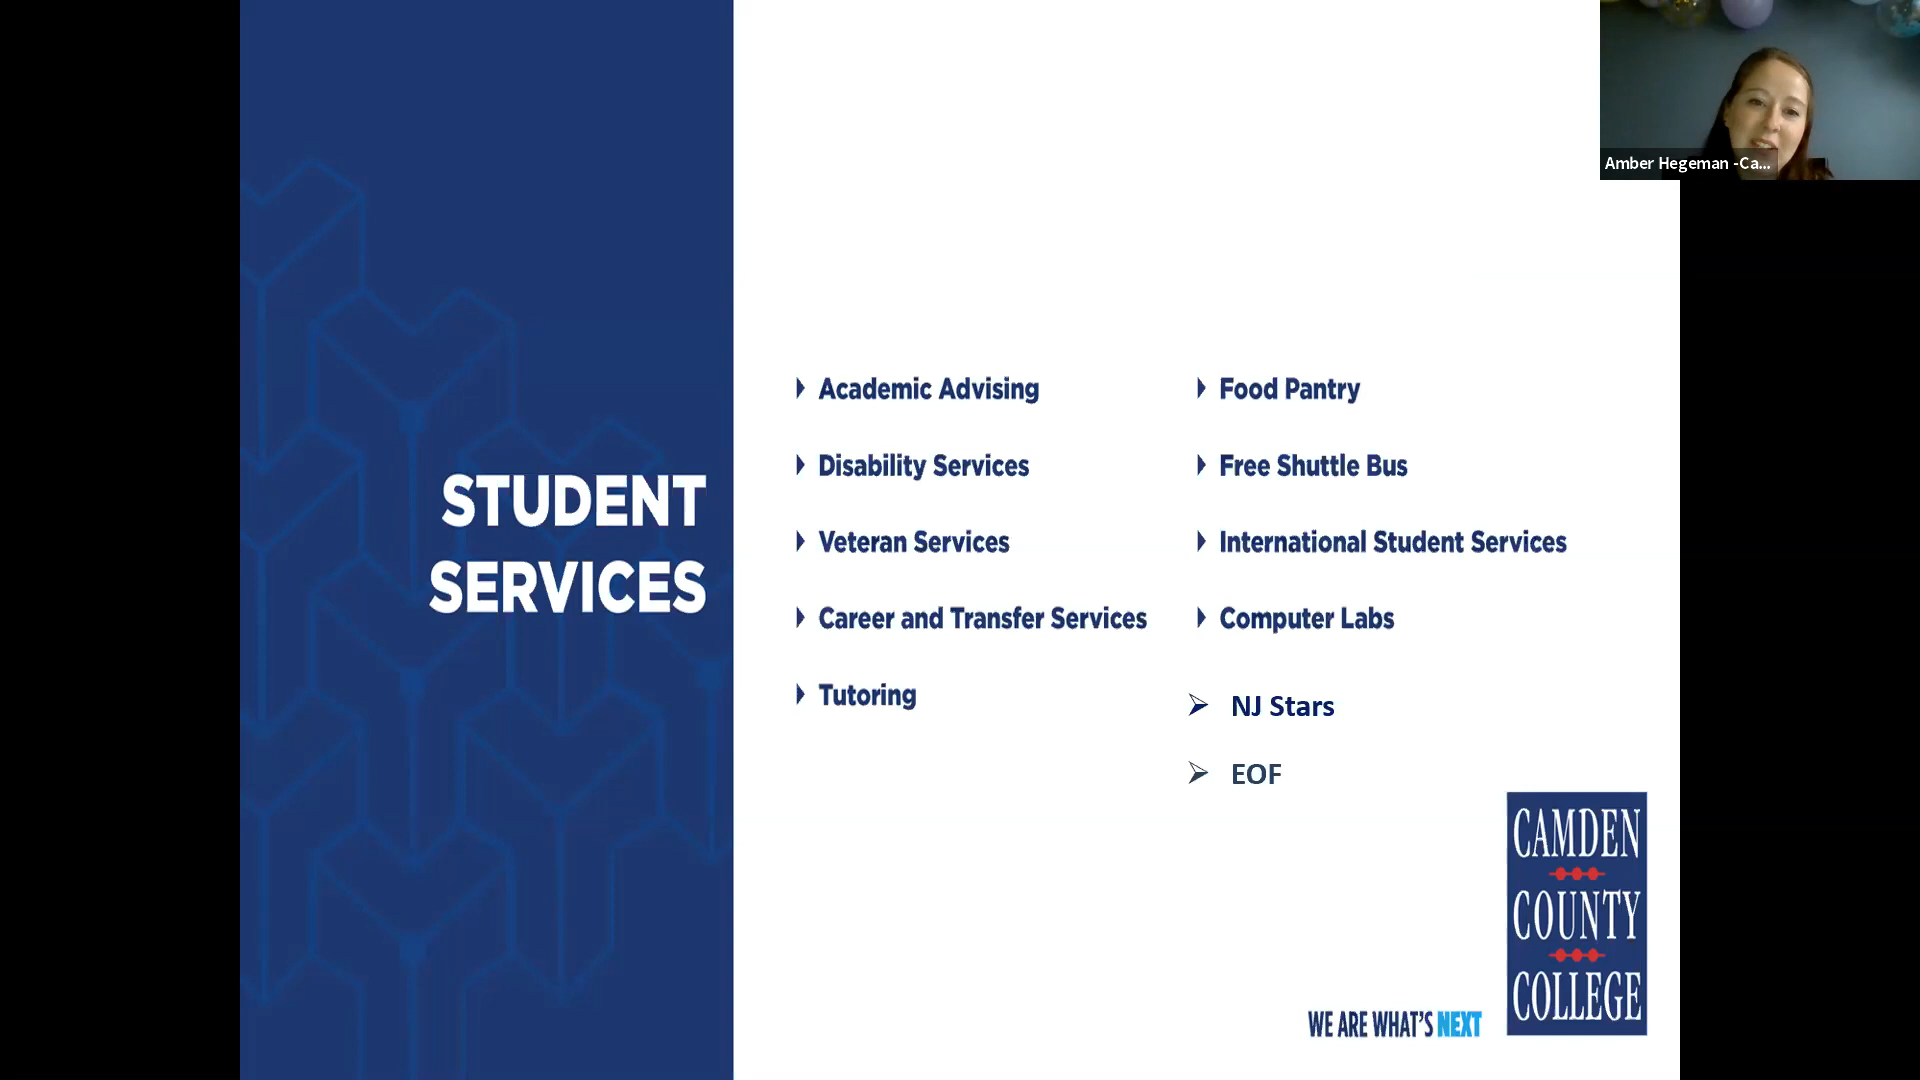 Amber Hegeman -Ca...
STUDENT
SERVICES
Academic Advising
Disability Services
Veteran Services
Career and Transfer Services
Tutoring
Food Pantry
Free Shuttle Bus
International Student Services
Computer Labs
NJ Stars
EOF
WE ARE WHAT'S NEXT
CAMDEN
COUNTY
COLLEGE